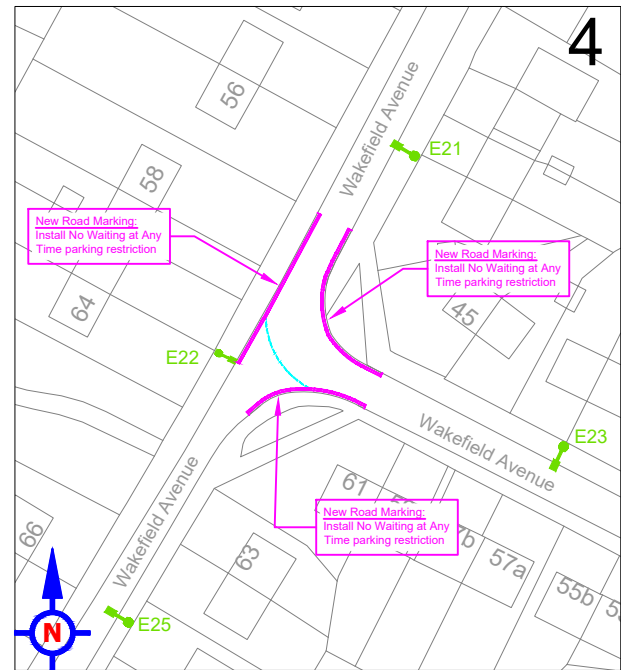 4
Wakefield Avenue
56
E21
58
New Road Marking:
Install No Waiting at Any
Time parking restriction
New Road Marking:
Install No Waiting at Any
Time parking restriction
64
45
E22
Wakefield Avenue
E23
61
New Road Marking:
Install No Waiting at Any
Time parking restriction
66
Wakefield Avenue
63
57a
55b
N
E25